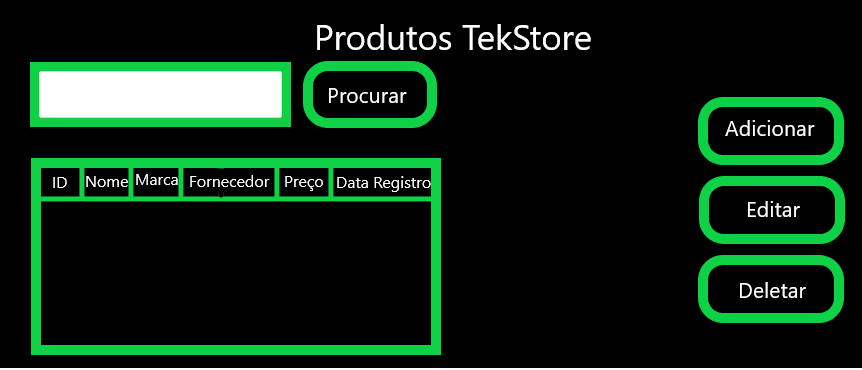 Produtos TekStore
Procurar
Adicionar
ID Nome Marca Fornecedor Preço Data Registro
Editar
Deletar